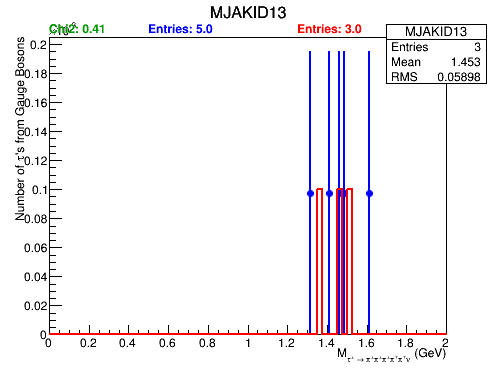 MJAKID13
Chi2: 0.41 Entries: 5.0 Entries: 3.0
MJAKID13
Entries 3
Mean 1.453
RMS 0.05898
Number of τ's from Gauge Bosons
0.2
0.18
0.16
0.14
0.12
0.1
0.08
0.06
0.04
0.02
0
0 0.2 0.4 0.6 0.8 1 1.2 1.4 1.6 1.8 2
(GeV)